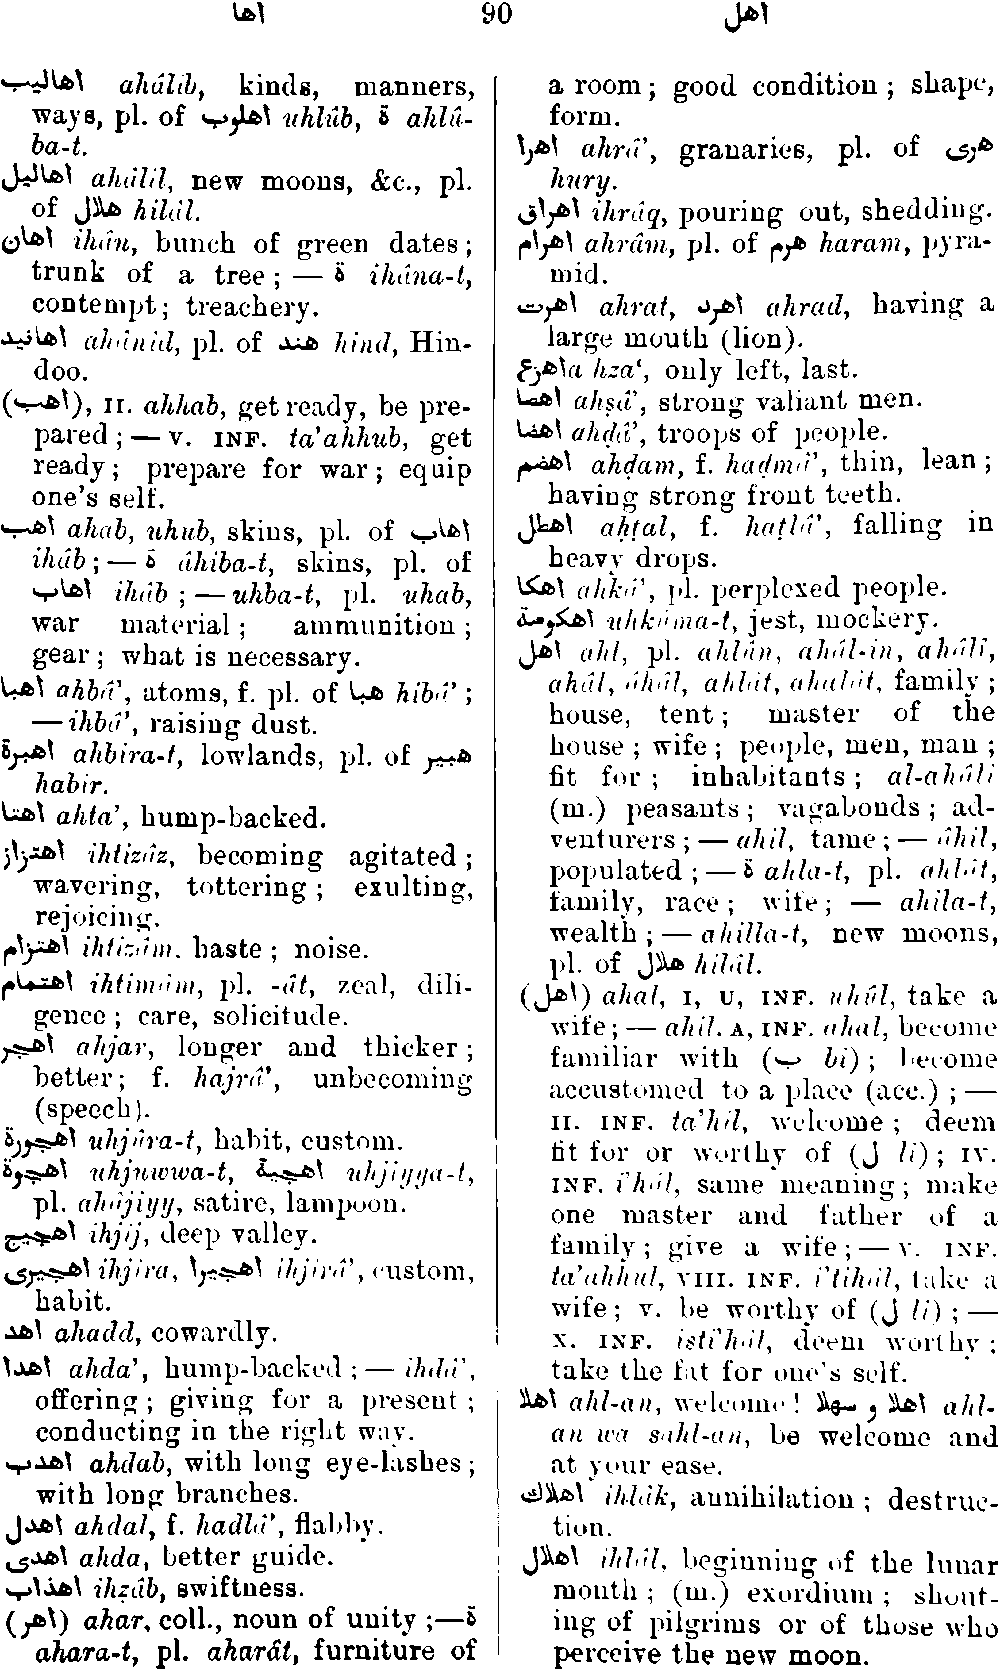 اها 90 اهل
اهاليب ahâlîb, kinds, manners,
ways, pl. of اهلوب uhlûb, ة ahlû-
ba-t.
اهاليل ahâlîl, new moons, &c., pl.
of هلال hilâl.
اهان ihân, bunch of green dates;
trunk of a tree; — ة ihâna-t,
contempt; treachery.
اهانيد ahânîd, pl. of هند hind, Hin-
doo.
(اهب), II. ahhab, get ready, be pre-
pared; — V. INF. ta'ahhub, get
ready; prepare for war; equip
one's self.
اهب ahab, uhub, skins, pl. of اهاب
ihâb; — ة âhiba-t, skins, pl. of
اهاب ihâb; — uhba-t, pl. uhab,
war material; ammunition;
gear; what is necessary.
اهبا ahbâ', atoms, f. pl. of هبا hibâ';
— ihbâ', raising dust.
اهبرة ahbira-t, lowlands, pl. of هبير
habîr.
اهتا ahta', hump-backed.
اهتزاز ihtizâz, becoming agitated;
wavering, tottering; exulting,
rejoicing.
اهتزام ihtizâm, haste; noise.
اهتمام ihtimâm, pl. -ât, zeal, dili-
gence; care, solicitude.
اهجر ahjar, longer and thicker;
better; f. hajrâ', unbecoming
(speech).
اهجورة uhjûra-t, habit, custom.
اهجوة uhjuwwa-t, اهجية uhjiyya-t,
pl. ahâjiyy, satire, lampoon.
اهجيج ihjîj, deep valley.
اهجيرى ihjîra, اهجيرا ihjîrâ', custom,
habit.
اهد ahadd, cowardly.
اهدا ahda', hump-backed; — ihdâ',
offering; giving for a present;
conducting in the right way.
اهدب ahdab, with long eye-lashes;
with long branches.
اهدل ahdal, f. hadlâ', flabby.
اهدى ahda, better guide.
اهذاب ihẕâb, swiftness.
(اهر) ahar, coll., noun of unity;—ة
ahara-t, pl. aharât, furniture of
a room; good condition; shape,
form.
اهرا ahrâ', granaries, pl. of هرى
hury.
اهراق ihrâq, pouring out, shedding.
اهرام ahrâm, pl. of هرم haram, pyra-
mid.
اهرت ahrat, اهرد ahrad, having a
large mouth (lion).
اهزع a hza‘, only left, last.
اهصا ahṣâ', strong valiant men.
اهضا ahḍâ', troops of people.
اهضم ahḍam, f. haḍmâ', thin, lean;
having strong front teeth.
اهطل ahṭal, f. haṭlâ', falling in
heavy drops.
اهكا ahkâ', pl. perplexed people.
اهكومة uhkûma-t, jest, mockery.
اهل ahl, pl. ahlûn, ahâl-in, ahâlî,
ahâl, âhâl, ahlât, ahalât, family;
house, tent; master of the
house; wife; people, men, man;
fit for; inhabitants; al-ahâlî
(m.) peasants; vagabonds; ad-
venturers; — ahil, tame; — âhil,
populated; — ة ahla-t, pl. ahlât,
family, race; wife; — ahila-t,
wealth; — ahilla-t, new moons,
pl. of هلال hilâl.
(اهل) ahal, I, U, INF. uhûl, take a
wife; — ahil, A, INF. ahal, become
familiar with (ب bi); become
accustomed to a place (acc.); —
II. INF. ta'hîl, welcome; deem
fit for or worthy of (ل li); IV.
INF. î'hâl, same meaning; make
one master and father of a
family; give a wife; — V. INF.
ta'ahhul, VIII. INF. i'tihâl, take a
wife; V. be worthy of (ل li); —
X. INF. isti'hâl, deem worthy;
take the fat for one's self.
اهلا ahl-an, welcome! اهلا و سهلا ahl-
an wa sahl-an, be welcome and
at your ease.
اهلاك ihlâk, annihilation; destruc-
tion.
اهلال ihlâl, beginning of the lunar
month; (m.) exordium; shout-
ing of pilgrims or of those who
perceive the new moon.